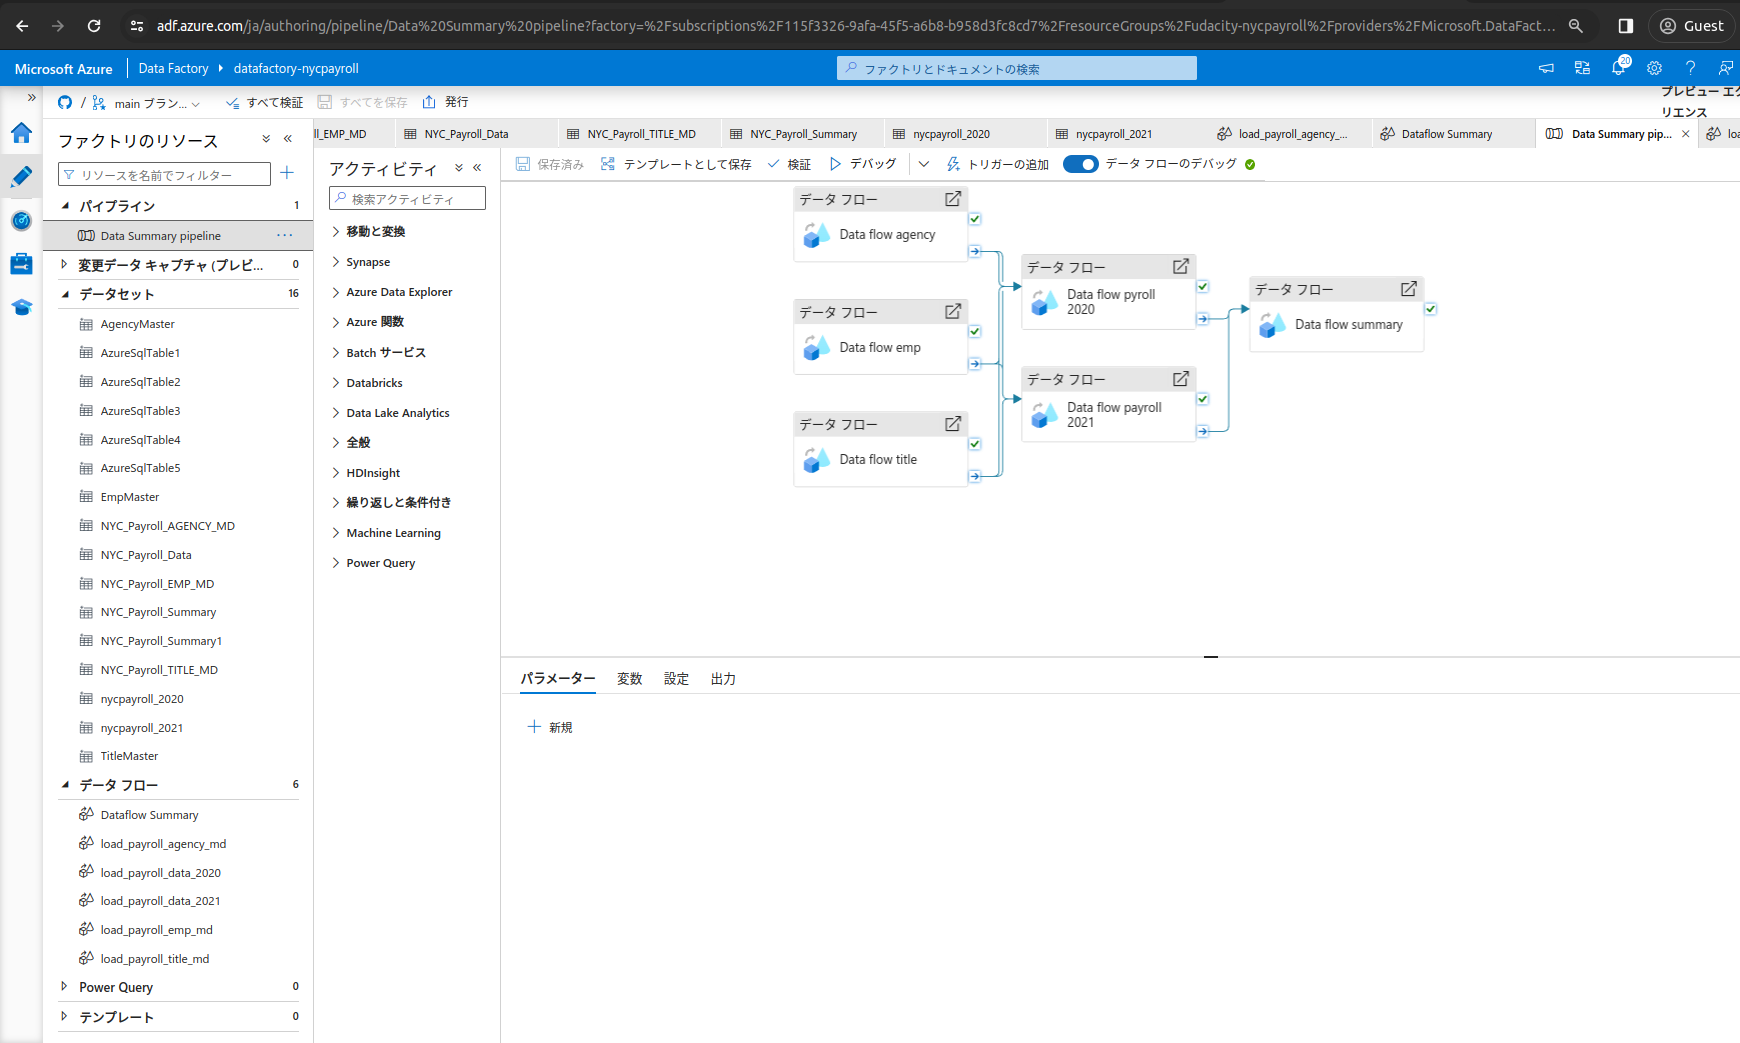 adf.azure.com/ja/authoring/pipeline/Data%20Summary%20pipeline?factory=%2Fsubscriptions%2F115f3326-9afa-45f5-a6b8-b958d3fc8cd7%2FresourceGroups%2Fudacity-nycpayroll%2Fproviders%2FMicrosoft.DataFact...
Guest
Microsoft Azure
Data Factory
datafactory-nycpayroll
ファクトリとドキュメントの検索
20
/
main ブラン...
すべて検証
すべてを保存
発行
プレビュー エク
リエンス
ファクトリのリソース
リソースを名前でフィルター
パイプライン
1
Data Summary pipeline
変更データ キャプチャ (プレビ...
0
データセット
16
AgencyMaster
AzureSqlTable1
AzureSqlTable2
AzureSqlTable3
AzureSqlTable4
AzureSqlTable5
EmpMaster
NYC_Payroll_AGENCY_MD
NYC_Payroll_Data
NYC_Payroll_EMP_MD
NYC_Payroll_Summary
NYC_Payroll_Summary1
NYC_Payroll_TITLE_MD
nycpayroll_2020
nycpayroll_2021
TitleMaster
データ フロー
6
Dataflow Summary
load_payroll_agency_md
load_payroll_data_2020
load_payroll_data_2021
load_payroll_emp_md
load_payroll_title_md
Power Query
0
テンプレート
0
ll_EMP_MD
NYC_Payroll_Data
NYC_Payroll_TITLE_MD
NYC_Payroll_Summary
nycpayroll_2020
nycpayroll_2021
load_payroll_agency_...
Dataflow Summary
Data Summary pip...
loa
アクティビティ
検索アクティビティ
移動と変換
Synapse
Azure Data Explorer
Azure 関数
Batch サービス
Databricks
Data Lake Analytics
全般
HDInsight
繰り返しと条件付き
Machine Learning
Power Query
保存済み
テンプレートとして保存
検証
デバッグ
トリガーの追加
データ フローのデバッグ
データ フロー
Data flow agency
データ フロー
Data flow emp
データ フロー
Data flow title
データ フロー
Data flow pyroll
2020
データ フロー
Data flow payroll
2021
データ フロー
Data flow summary
パラメーター
変数
設定
出力
新規